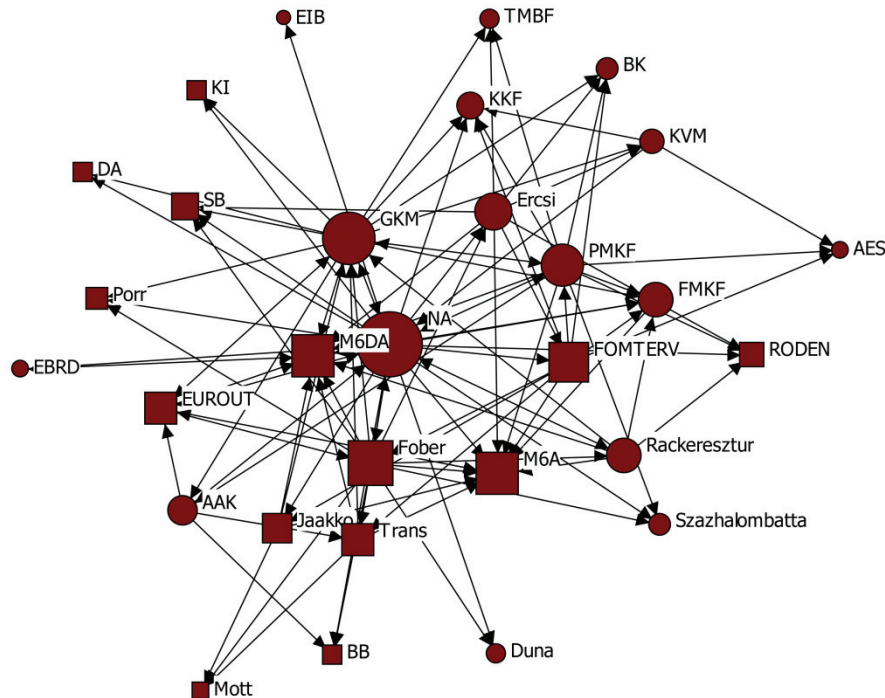 EIB
TMBF
BK
KI
KKF
KVM
DA
SB
Ercsi
GKM
AES
PMKF
FMKF
Porr
NA
M6DA
FOMTERV
RODEN
EBRD
EUROUT
Fober
Rackeresztur
M6A
AAK
Jaakko
Trans
Szazhalombatta
BB
Duna
Mott